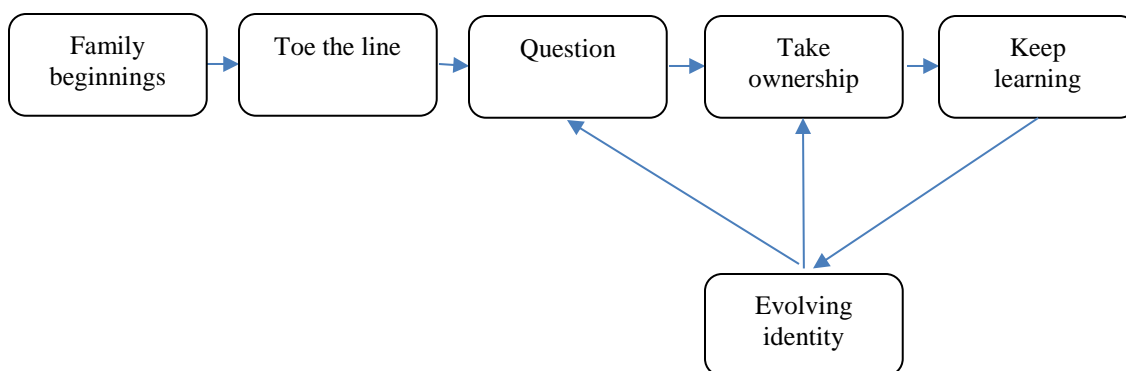 Family
beginnings
Toe the line
Question
Take
ownership
Keep
learning
Evolving
identity